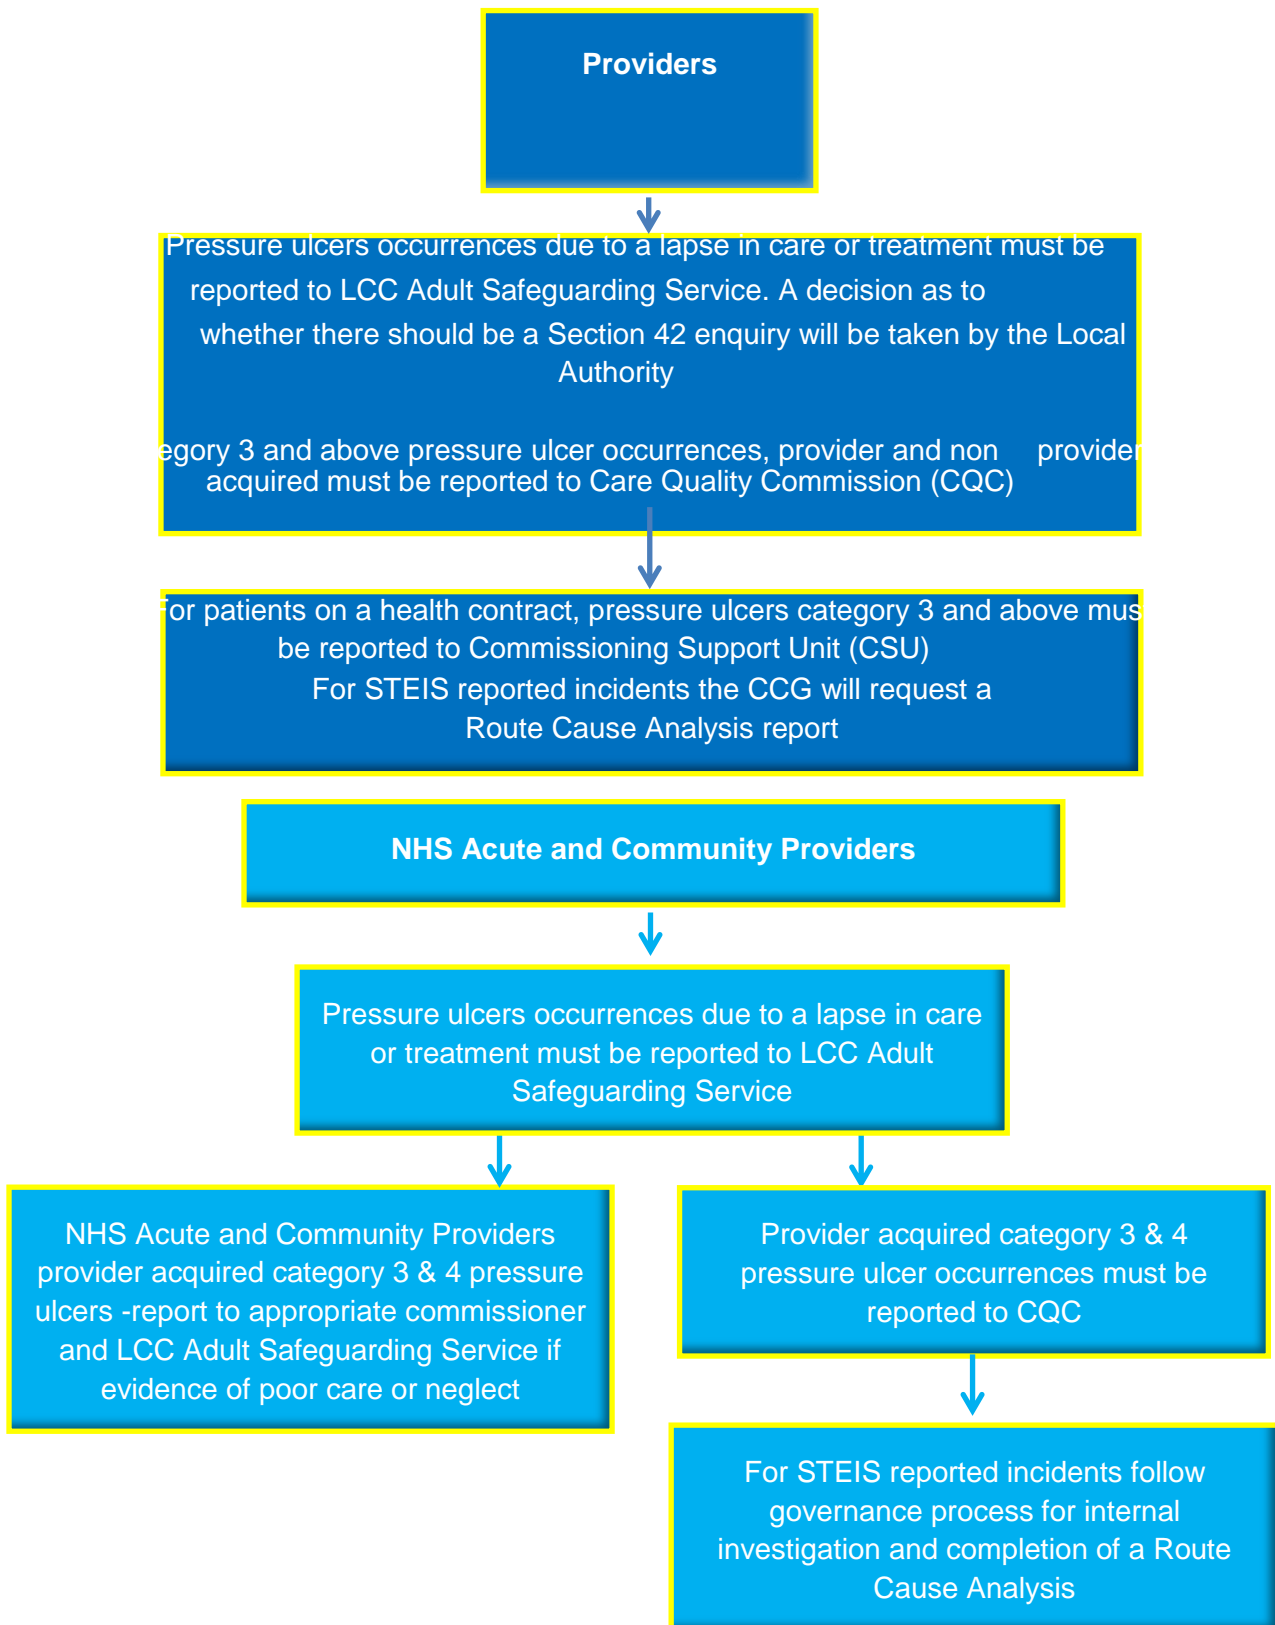 Providers
Pressure ulcers occurrences due to a lapse in care or treatment must be
reported to LCC Adult Safeguarding Service. A decision as to
whether there should be a Section 42 enquiry will be taken by the Local
Authority
egory 3 and above pressure ulcer occurrences, provider and non provider
acquired must be reported to Care Quality Commission (CQC)
For patients on a health contract, pressure ulcers category 3 and above mus
be reported to Commissioning Support Unit (CSU)
For STEIS reported incidents the CCG will request a
Route Cause Analysis report
NHS Acute and Community Providers
Pressure ulcers occurrences due to a lapse in care
or treatment must be reported to LCC Adult
Safeguarding Service
NHS Acute and Community Providers
provider acquired category 3 & 4 pressure
ulcers -report to appropriate commissioner
and LCC Adult Safeguarding Service if
evidence of poor care or neglect
Provider acquired category 3 & 4
pressure ulcer occurrences must be
reported to CQC
For STEIS reported incidents follow
governance process for internal
investigation and completion of a Route
Cause Analysis